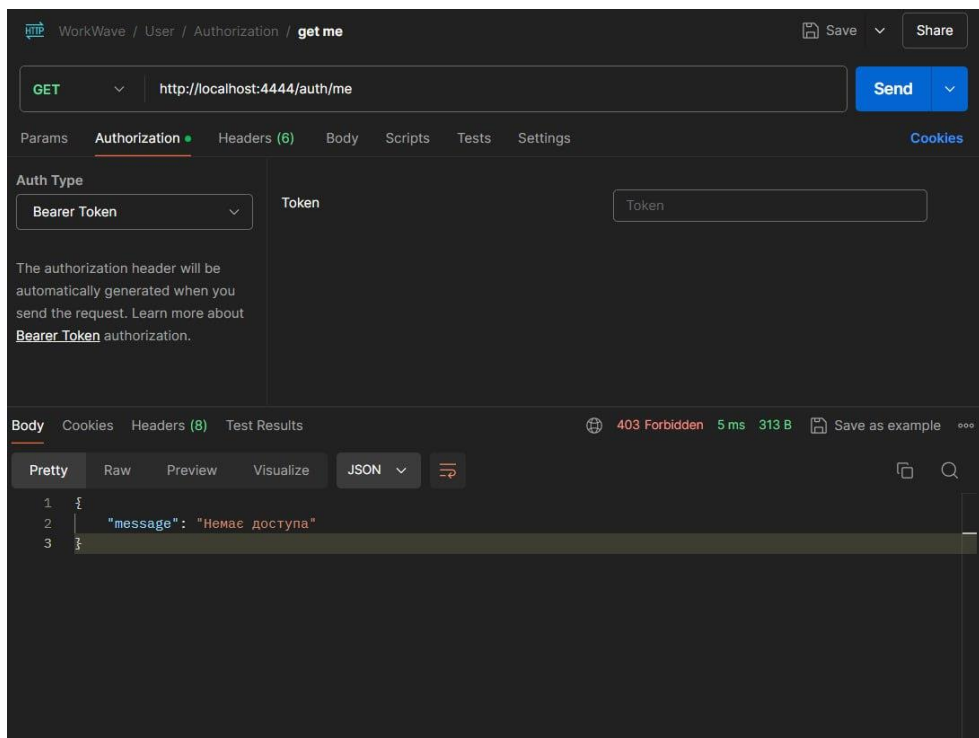 HTTP WorkWave / User / Authorization / get me Save Share
GET http://localhost:4444/auth/me Send
Params Authorization Headers (6) Body Scripts Tests Settings Cookies
Auth Type
Bearer Token
Token Token
The authorization header will be
automatically generated when you
send the request. Learn more about
Bearer Token authorization.
Body Cookies Headers (8) Test Results 403 Forbidden 5 ms 313 B Save as example
Pretty Raw Preview Visualize JSON
1 {
2 "message": "Немає доступа"
3 }